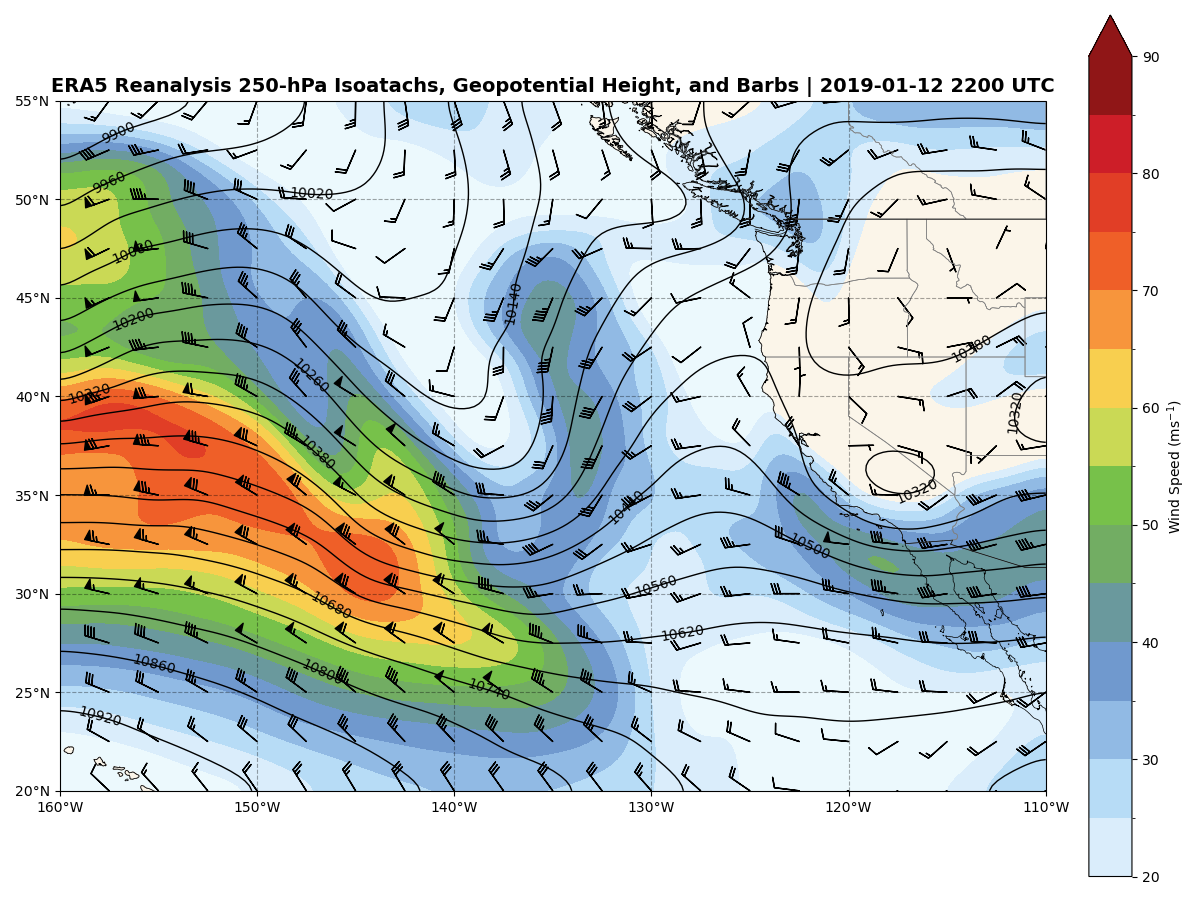 ERA5 Reanalysis 250-hPa Isoatachs, Geopotential Height, and Barbs | 2019-01-12 2200 UTC
55°N
50°N
45°N
40°N
35°N
30°N
25°N
20°N
160°W
150°W
140°W
130°W
120°W
110°W
9900
9960
10020
10080
10140
10200
10260
10320
10380
10380
10320
10320
10440
10500
10560
10620
10680
10740
10800
10860
10920
90
80
70
60
50
40
30
20
Wind Speed (ms⁻¹)